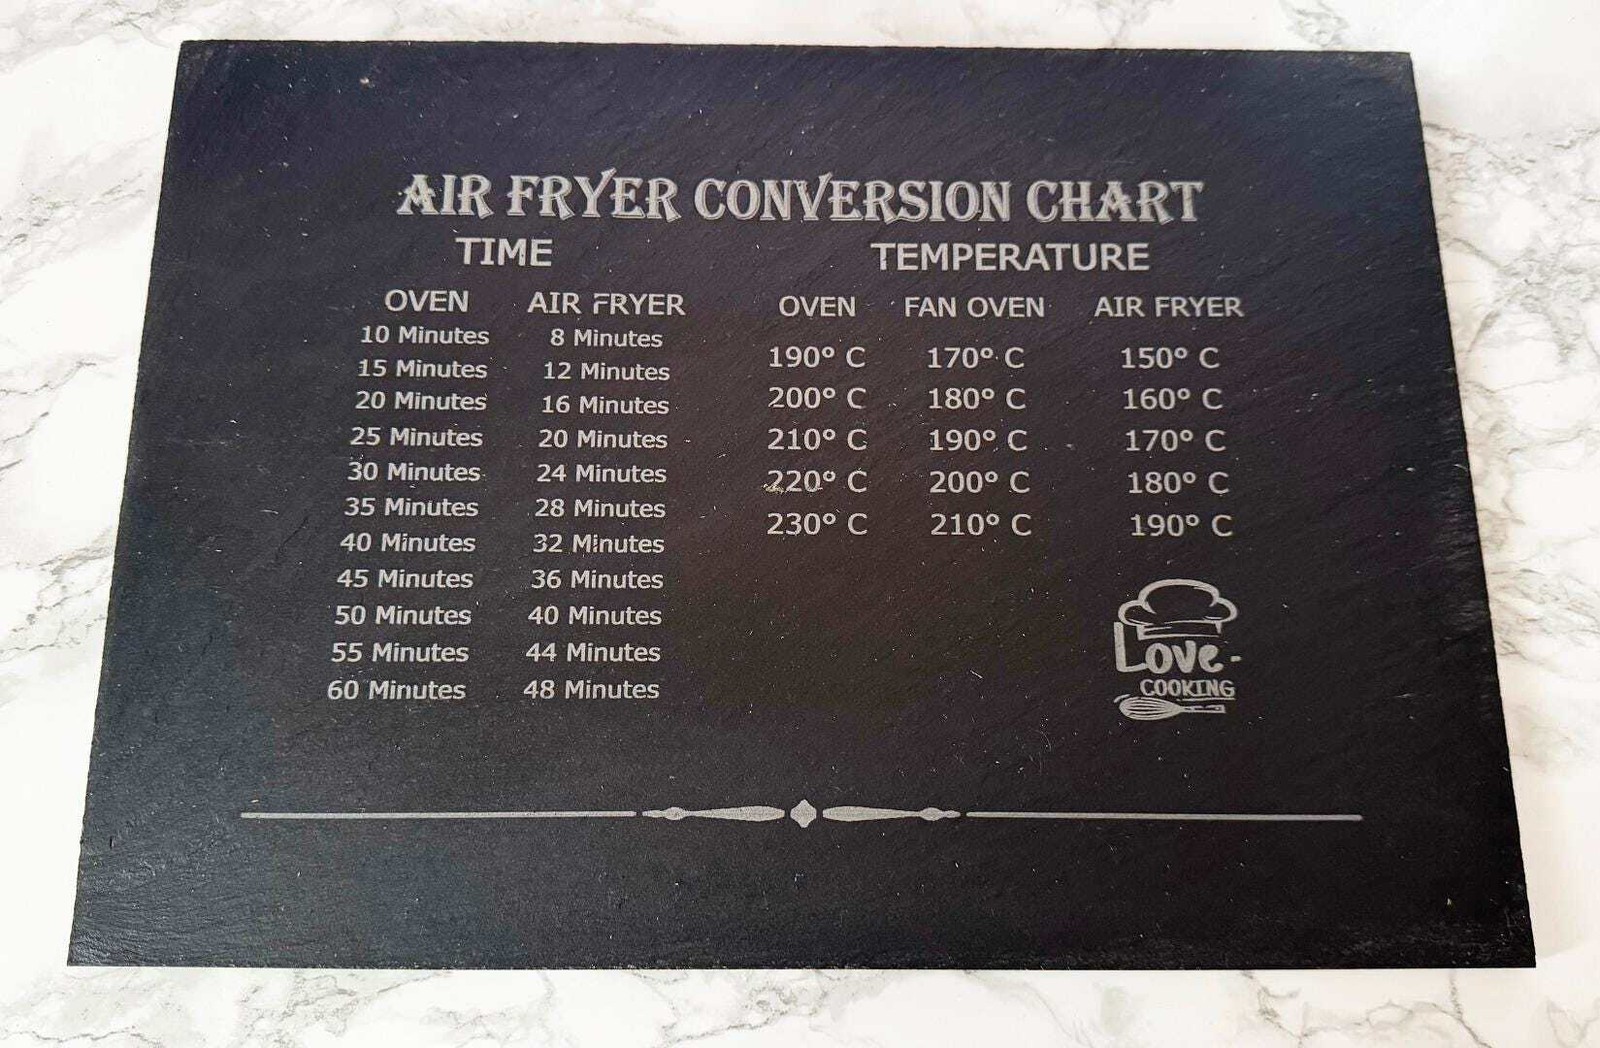 AIR FRYER CONVERSION CHART
TIME TEMPERATURE
OVEN AIR FRYER OVEN FAN OVEN AIR FRYER
10 Minutes 8 Minutes
15 Minutes 12 Minutes
20 Minutes 16 Minutes
25 Minutes 20 Minutes
30 Minutes 24 Minutes
35 Minutes 28 Minutes
40 Minutes 32 Minutes
45 Minutes 36 Minutes
50 Minutes 40 Minutes
55 Minutes 44 Minutes
60 Minutes 48 Minutes
190° C 170° C 150° C
200° C 180° C 160° C
210° C 190° C 170° C
220° C 200° C 180° C
230° C 210° C 190° C
Love-
COOKING